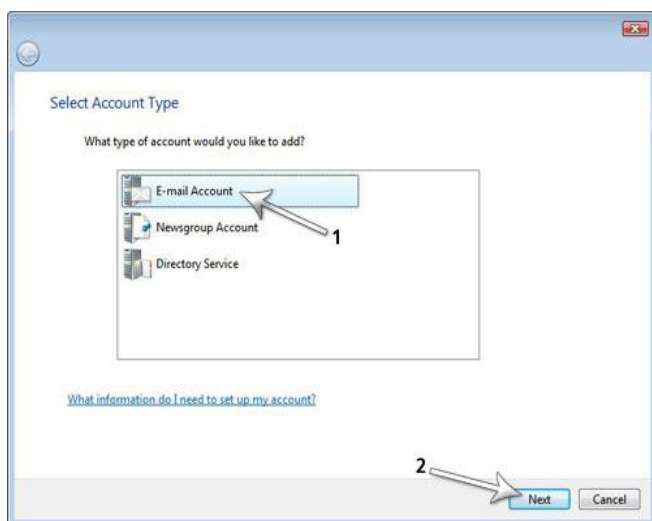 Select Account Type
What type of account would you like to add?
E-mail Account
1
Newsgroup Account
Directory Service
What information do I need to set up my account?
2
Next Cancel